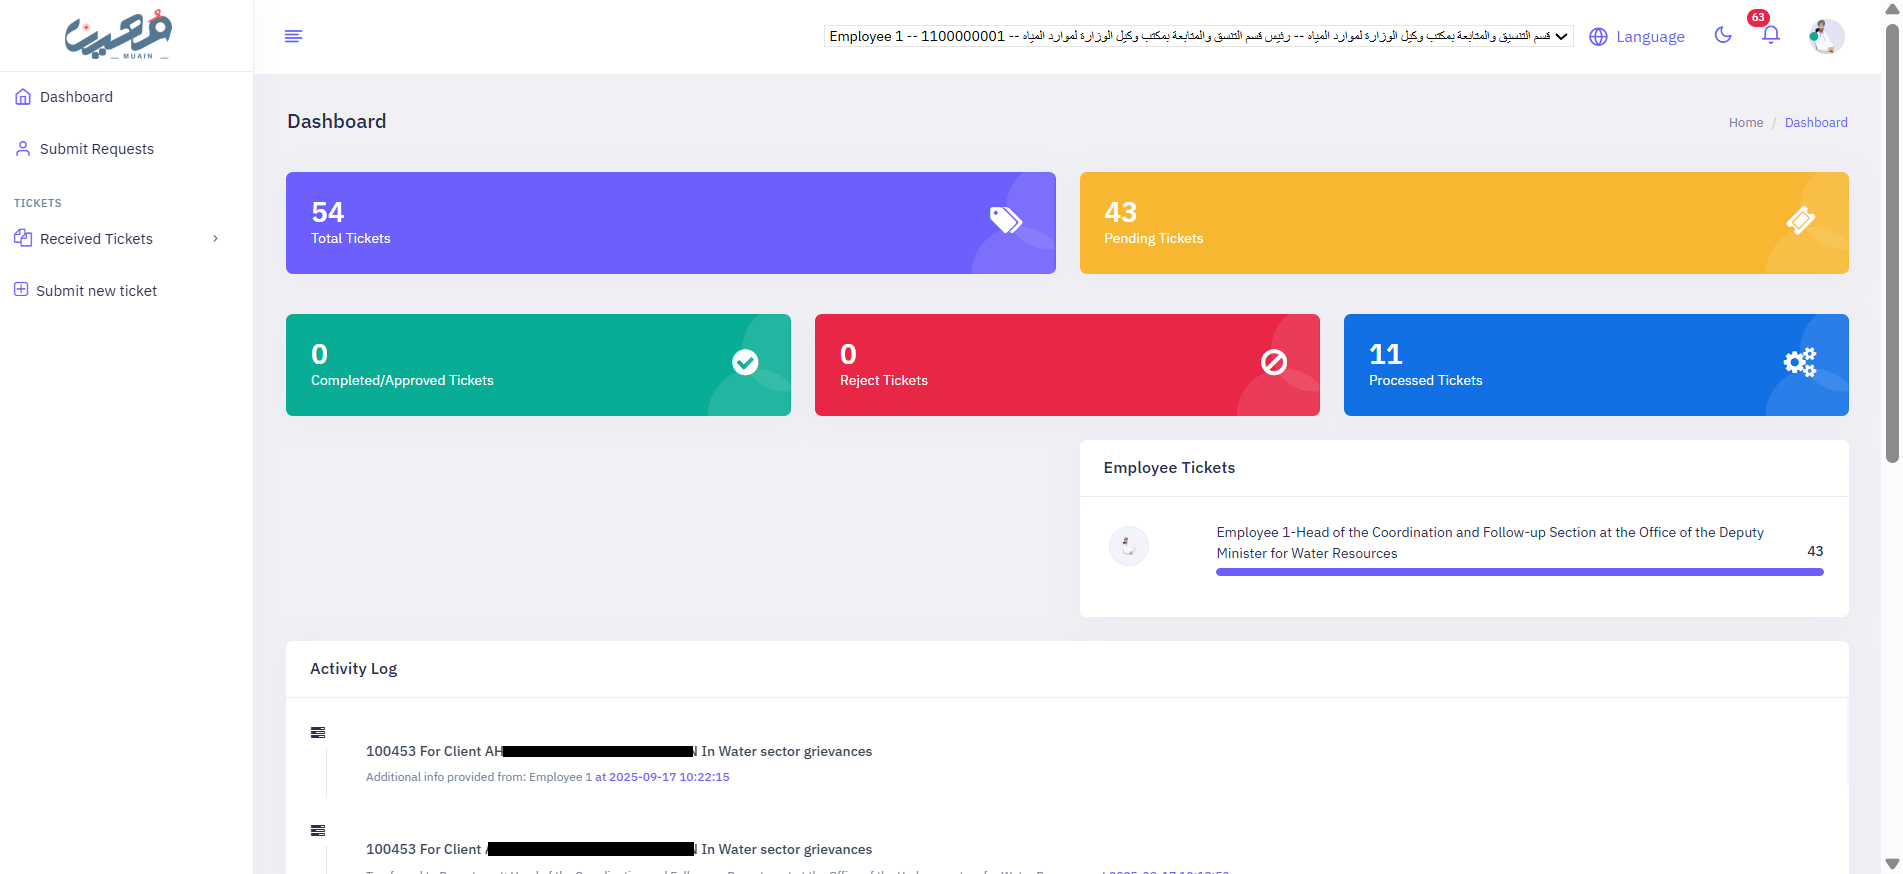 معين
— MUAIN —
Employee 1 -- 1100000001 -- قسم التنسيق والمتابعة بمكتب وكيل الوزارة لموارد المياه -- رئيس قسم التنسق والمتابعة بمكتب وكيل الوزارة لموارد المياه
Language
63
Dashboard
Submit Requests
TICKETS
Received Tickets
Submit new ticket
Dashboard
Home / Dashboard
54
Total Tickets
43
Pending Tickets
0
Completed/Approved Tickets
0
Reject Tickets
11
Processed Tickets
Employee Tickets
Employee 1-Head of the Coordination and Follow-up Section at the Office of the Deputy
Minister for Water Resources
43
Activity Log
100453 For Client AH In Water sector grievances
Additional info provided from: Employee 1 at 2025-09-17 10:22:15
100453 For Client In Water sector grievances